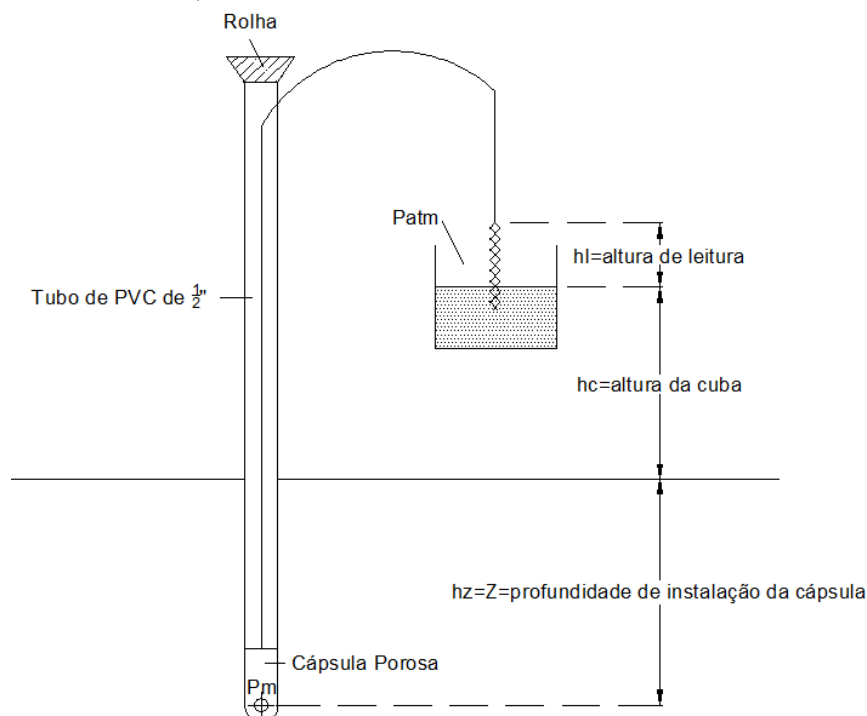 Rolha
Patm
hl=altura de leitura
Tubo de PVC de ½"
hc=altura da cuba
hz=Z=profundidade de instalação da cápsula
Cápsula Porosa
Pm